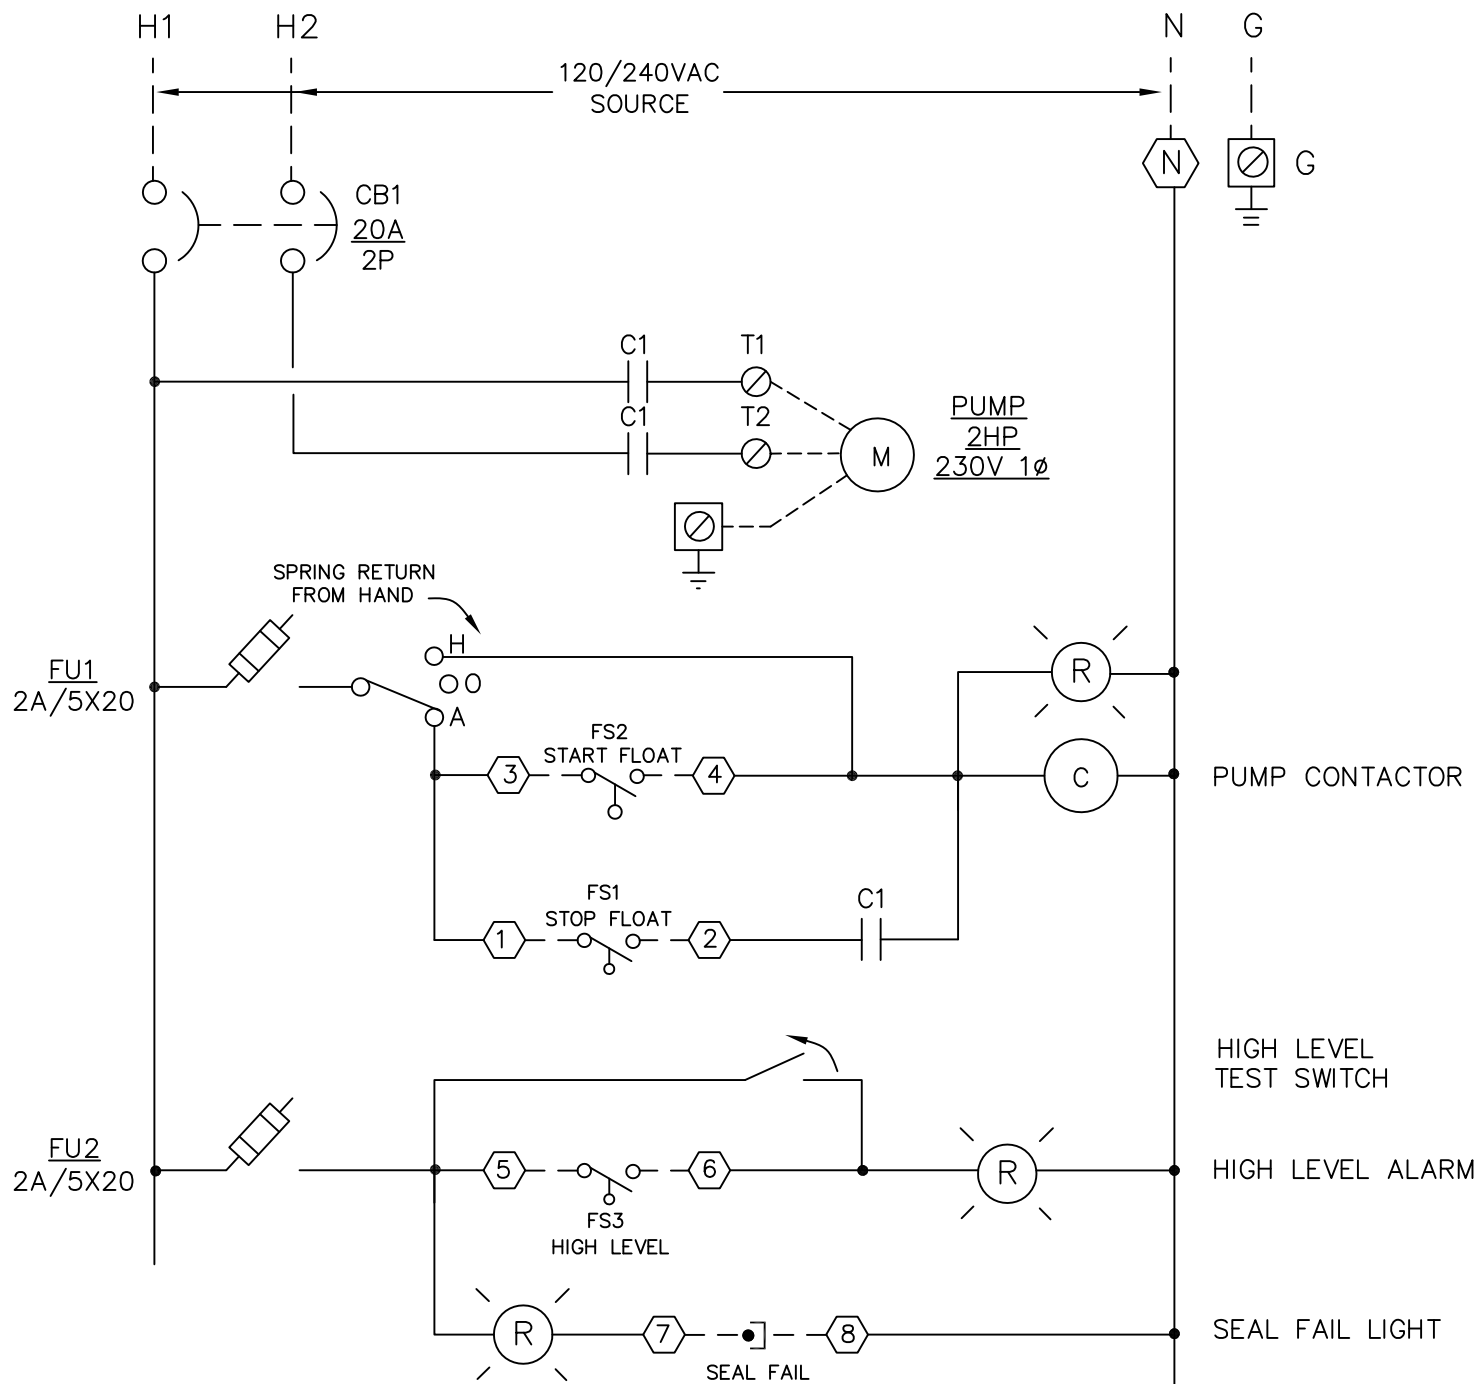 H1 H2 N G
120/240VAC
SOURCE
N G
CB1
20A
2P
C1 T1
C1 T2
PUMP
2HP
230V 1ø
M
SPRING RETURN
FROM HAND
H
FU1
2A/5X20
O
A
R
FS2
START FLOAT
3 4 C PUMP CONTACTOR
FS1
STOP FLOAT
C1
1 2
HIGH LEVEL
TEST SWITCH
FU2
2A/5X20
5 6 R HIGH LEVEL ALARM
FS3
HIGH LEVEL
R 7 8 SEAL FAIL LIGHT
SEAL FAIL